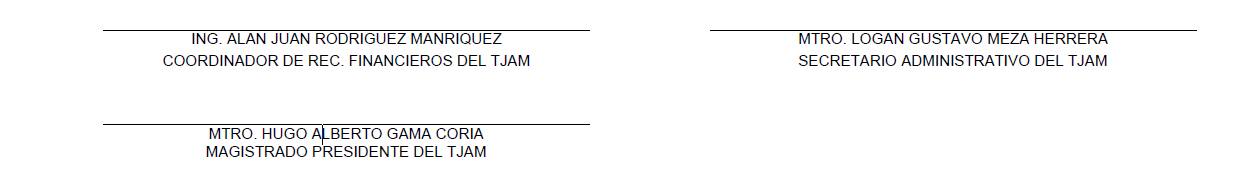 ING. ALAN JUAN RODRIGUEZ MANRIQUEZ
COORDINADOR DE REC. FINANCIEROS DEL TJAM
MTRO. LOGAN GUSTAVO MEZA HERRERA
SECRETARIO ADMINISTRATIVO DEL TJAM
MTRO. HUGO ALBERTO GAMA CORIA
MAGISTRADO PRESIDENTE DEL TJAM